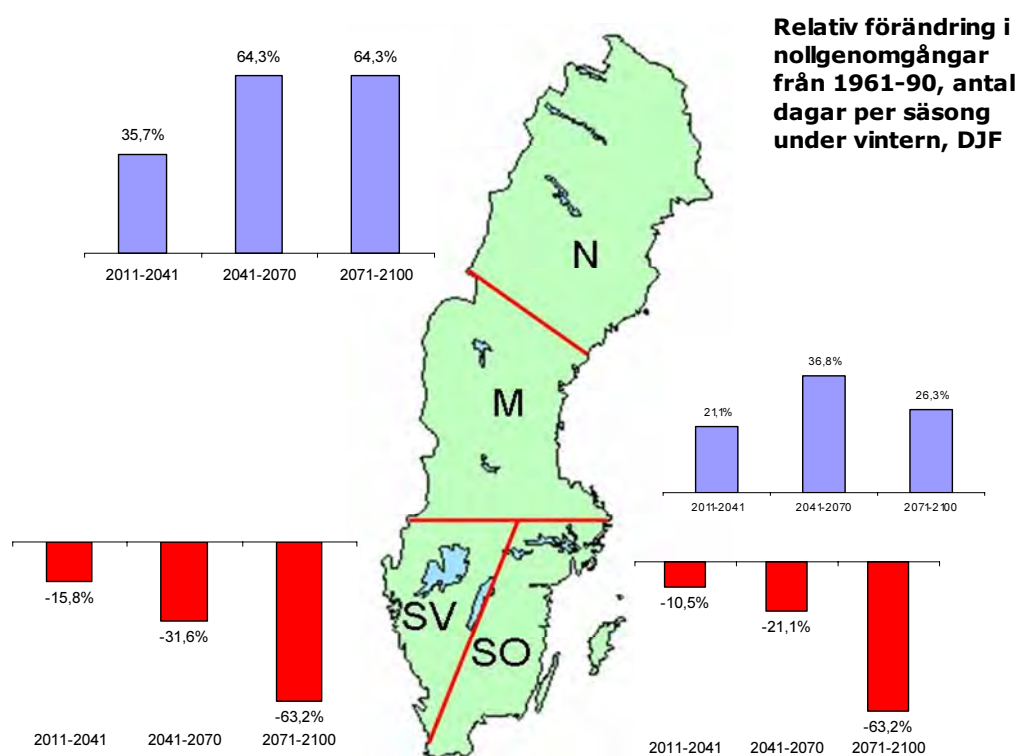 Relativ förändring i
nollgenomgångar
från 1961-90, antal
dagar per säsong
under vintern, DJF
64,3% 64,3%
35,7%
2011-2041 2041-2070 2071-2100
N
M
36,8%
26,3%
21,1%
2011-2041 2041-2070 2071-2100
SV
SO
-15,8%
-31,6%
-63,2%
2011-2041 2041-2070 2071-2100
-10,5%
-21,1%
-63,2%
2011-2041 2041-2070 2071-2100